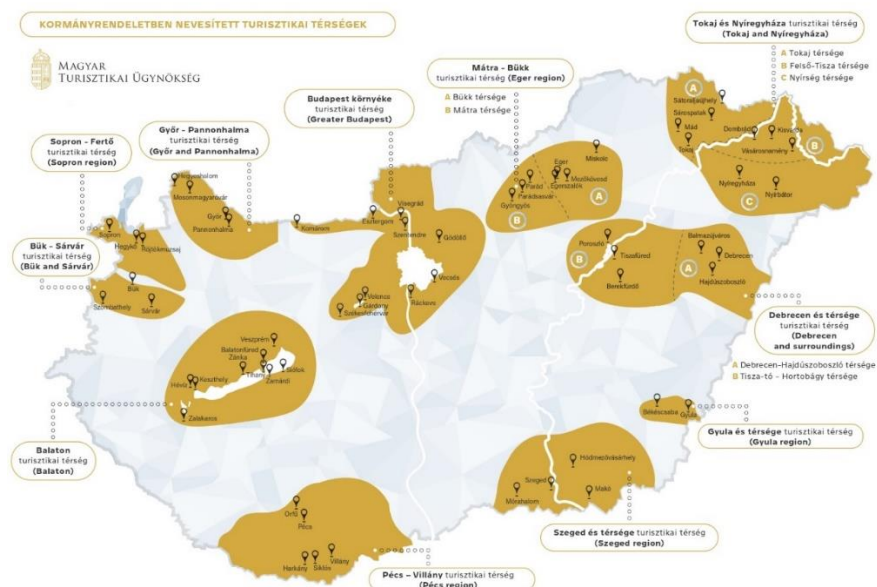 KORMÁNYRENDELETBEN NEVESÍTETT TURISZTIKAI TÉRSÉGEK
MAGYAR
TURISZTIKAI ÜGYNÖKSÉG
Sopron - Fertő
turisztikai térség
(Sopron region)
Győr - Pannonhalma
turisztikai térség
(Győr and Pannonhalma)
Budapest környéke
turisztikai térség
(Greater Budapest)
Mátra - Bükk
turisztikai térség (Eger region)
A Bükk térsége
B Mátra térsége
Tokaj és Nyíregyháza turisztikai térség
(Tokaj and Nyíregyháza)
A Tokaj térsége
B Felső-Tisza térsége
C Nyírség térsége
Bük - Sárvár
turisztikai térség
(Bük and Sárvár)
Balaton
turisztikai térség
(Balaton)
Pécs - Villány turisztikai térség
(Pécs region)
Szeged és térsége turisztikai térség
(Szeged region)
Gyula és térsége turisztikai térség
(Gyula region)
Debrecen és térsége
turisztikai térség
(Debrecen
and surroundings)
A Debrecen-Hajdúszoboszló térsége
B Tisza-tó - Hortobágy térsége
Hegyeshalom
Mosonmagyaróvár
Győr
Pannonhalma
Sopron
Hegykő
Bük
Szombathely
Sárvár
Komárom
Esztergom
Visegrád
Szentendre
Gödöllő
Vecsés
Ráckeve
Velence
Gárdony
Székesfehérvár
Veszprém
Balatonfüred
Zánka
Tihany
Siófok
Zamárdi
Keszthely
Hévíz
Zalakaros
Orfű
Pécs
Harkány
Siklós
Villány
Miskolc
Eger
Egerszalók
Mezőkövesd
Parád
Parádsasvár
Gyöngyös
A
B
Sátoraljaújhely
Sárospatak
Mád
Tokaj
Dombrád
Kisvárda
Vásárosnamény
Nyíregyháza
Nyírbátor
A
B
C
Poroszló
Tiszafüred
Berekfürdő
Balmazújváros
Debrecen
Hajdúszoboszló
B
A
Békéscsaba
Gyula
Hódmezővásárhely
Szeged
Mórahalom
Makó